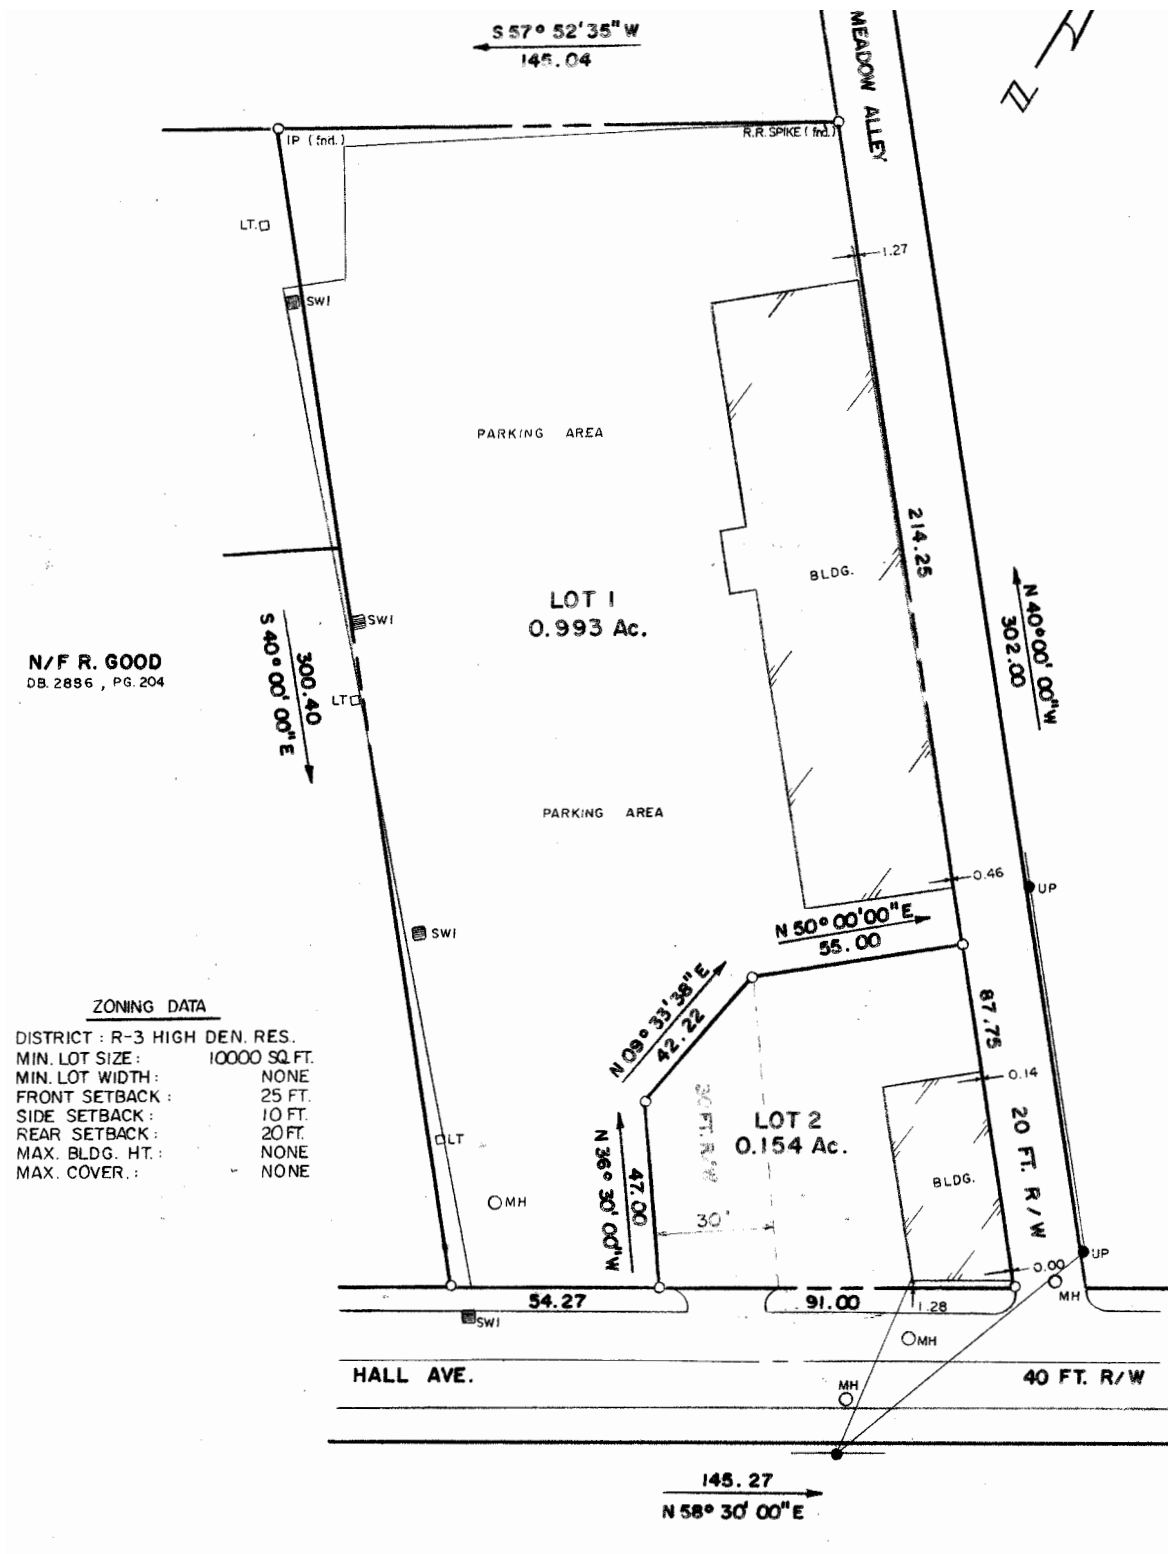 S 57° 52' 35" W
145.04
MEADOW ALLEY
IP (fnd.)
R.R. SPIKE (fnd.)
LT.
1.27
SWI
PARKING AREA
214.25
BLDG.
LOT 1
0.993 Ac.
SWI
N 40° 00' 00" W
302.00
300.40
S 40° 00' 00" E
N/F R. GOOD
DB. 2886 , PG. 204
LT
PARKING AREA
0.46
UP
N 50° 00' 00" E
55.00
SWI
N 09° 33' 38" E
42.22
87.75
ZONING DATA
DISTRICT : R-3 HIGH DEN. RES.
MIN. LOT SIZE : 10000 SQ. FT.
MIN. LOT WIDTH : NONE
FRONT SETBACK : 25 FT.
SIDE SETBACK : 10 FT.
REAR SETBACK : 20 FT.
MAX. BLDG. HT. : NONE
MAX. COVER. : NONE
0.14
30 FT. R/W
LOT 2
0.154 Ac.
20 FT. R/W
LT
N 36° 30' 00" W
47.00
BLDG.
MH
30'
UP
0.00
54.27
91.00
1.28
MH
SWI
MH
HALL AVE.
MH
40 FT. R/W
145.27
N 58° 30' 00" E